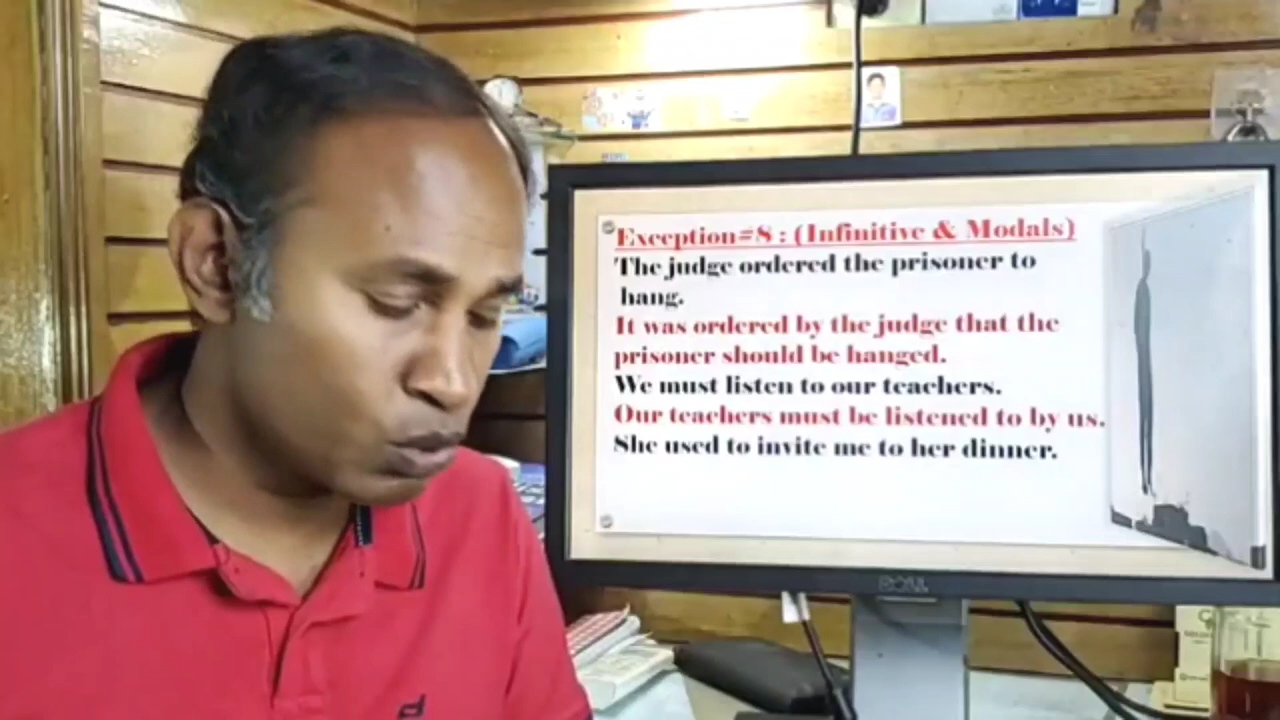 Exception=8 : (Infinitive & Modals)
The judge ordered the prisoner to
hang.
It was ordered by the judge that the
prisoner should be hanged.
We must listen to our teachers.
Our teachers must be listened to by us.
She used to invite me to her dinner.